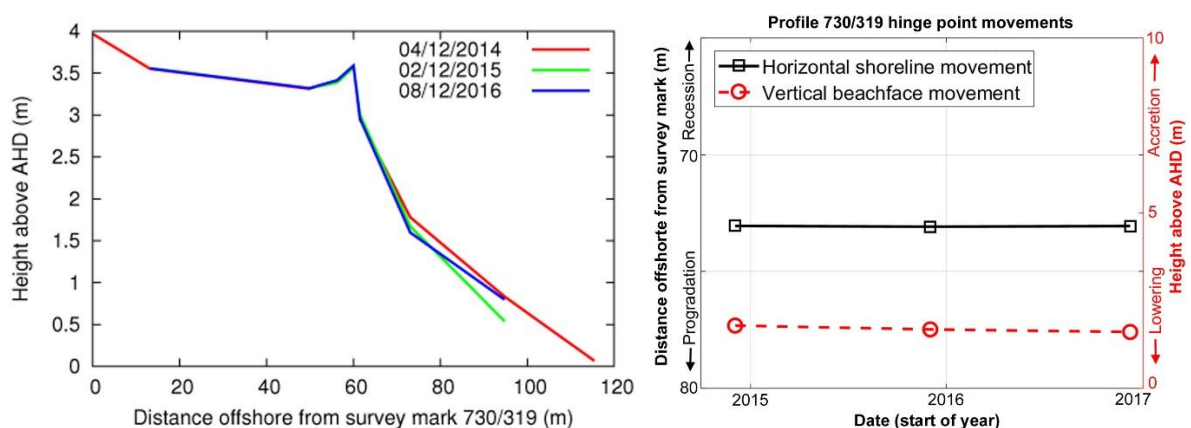 4
3.5
3
2.5
2
1.5
1
0.5
0
Height above AHD (m)
04/12/2014
02/12/2015
08/12/2016
0 20 40 60 80 100 120
Distance offshore from survey mark 730/319 (m)
Profile 730/319 hinge point movements
Horizontal shoreline movement
Vertical beachface movement
Distance offshorte from survey mark (m)
Recession
Progradation
70
80
10
5
0
Accretion
Lowering
Height above AHD (m)
2015 2016 2017
Date (start of year)